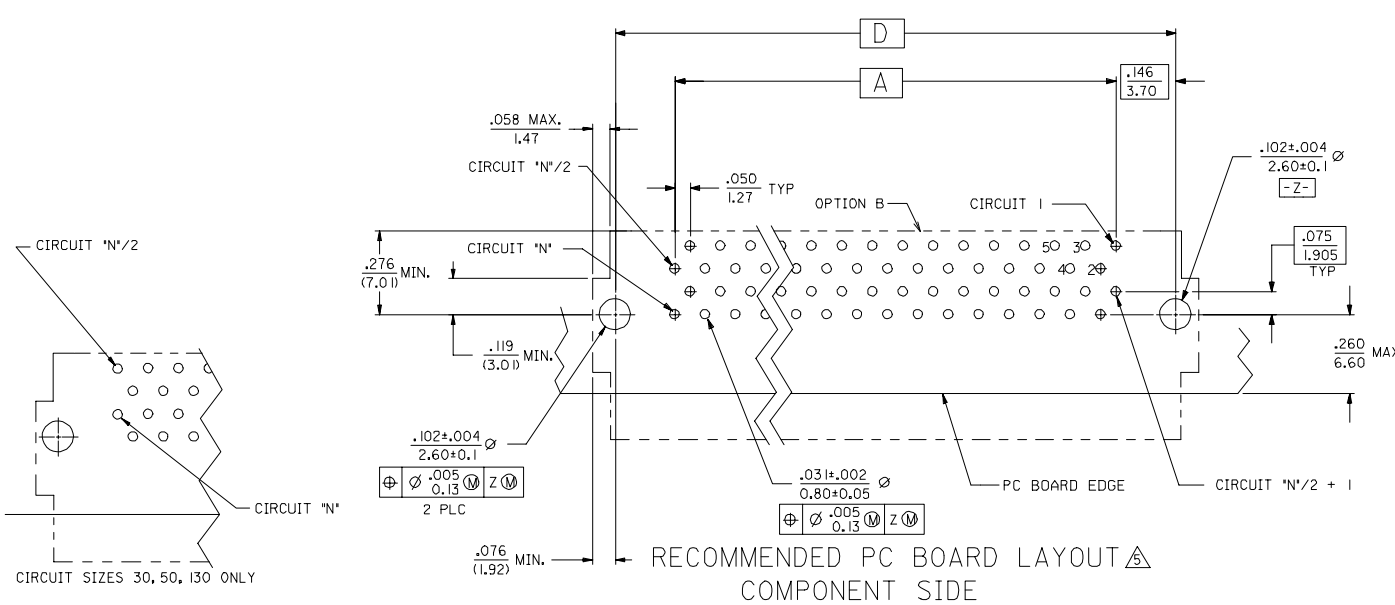 D
A
.146
3.70
.058 MAX.
1.47
CIRCUIT "N"/2
.050
1.27
TYP
OPTION B
CIRCUIT 1
.102±.004
2.60±0.1
Ø
-Z-
CIRCUIT "N"/2
.276
(7.01)
MIN.
CIRCUIT "N"
5 3
4 2
.075
1.905
TYP
.119
(3.01)
MIN.
.260
6.60
.102±.004
2.60±0.1
Ø
⌖ Ø .005 Ⓜ Z Ⓜ
0.13
2 PLC
.031±.002
0.80±0.05
Ø
⌖ Ø .005 Ⓜ Z Ⓜ
0.13
PC BOARD EDGE
CIRCUIT "N"/2 + 1
CIRCUIT "N"
.076
(1.92)
MIN.
CIRCUIT SIZES 30, 50, 130 ONLY
RECOMMENDED PC BOARD LAYOUT 5
COMPONENT SIDE